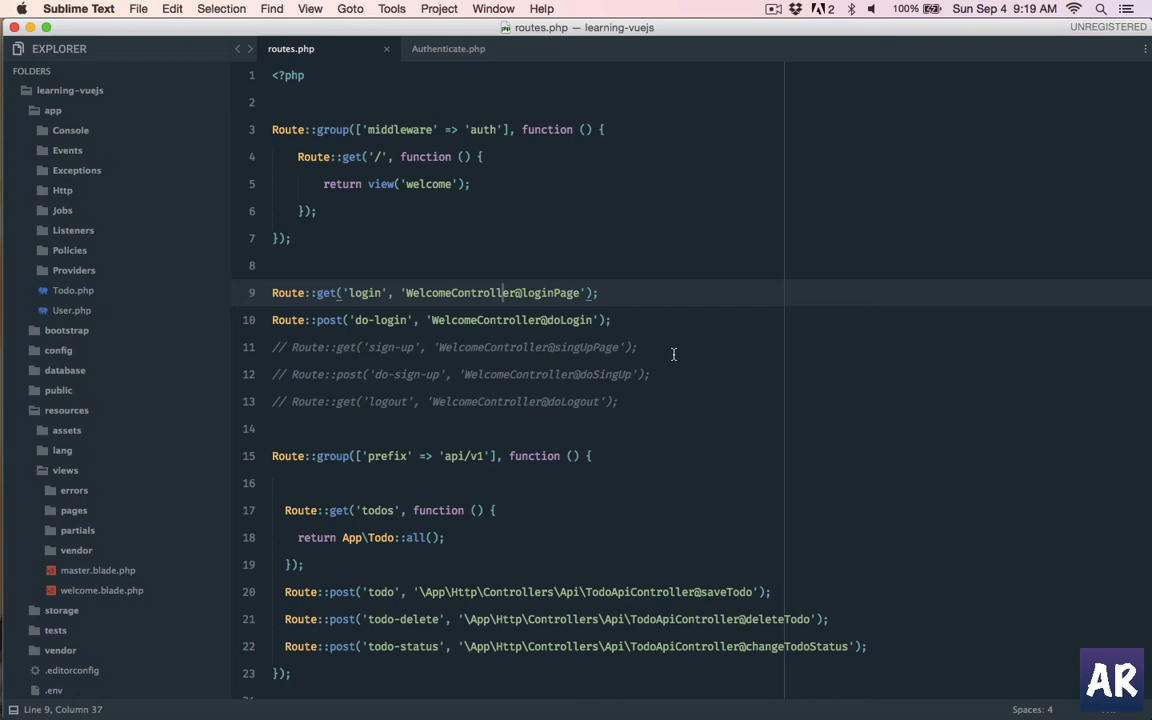 Sublime Text File Edit Selection Find View Goto Tools Project Window Help 2 100% Sun Sep 4 9:19 AM
routes.php — learning-vuejs UNREGISTERED
EXPLORER
FOLDERS
learning-vuejs
app
Console
Events
Exceptions
Http
Jobs
Listeners
Policies
Providers
Todo.php
User.php
bootstrap
config
database
public
resources
assets
lang
views
errors
pages
partials
vendor
master.blade.php
welcome.blade.php
storage
tests
vendor
.editorconfig
.env
routes.php × Authenticate.php
1 <?php
2
3 Route::group(['middleware' => 'auth'], function () {
4 Route::get('/', function () {
5 return view('welcome');
6 });
7 });
8
9 Route::get('login', 'WelcomeController@loginPage');
10 Route::post('do-login', 'WelcomeController@doLogin');
11 // Route::get('sign-up', 'WelcomeController@singUpPage');
12 // Route::post('do-sign-up', 'WelcomeController@doSingUp');
13 // Route::get('logout', 'WelcomeController@doLogout');
14
15 Route::group(['prefix' => 'api/v1'], function () {
16
17 Route::get('todos', function () {
18 return App\Todo::all();
19 });
20 Route::post('todo', '\App\Http\Controllers\Api\TodoApiController@saveTodo');
21 Route::post('todo-delete', '\App\Http\Controllers\Api\TodoApiController@deleteTodo');
22 Route::post('todo-status', '\App\Http\Controllers\Api\TodoApiController@changeTodoStatus');
23 });
AR
Line 9, Column 37 Spaces: 4